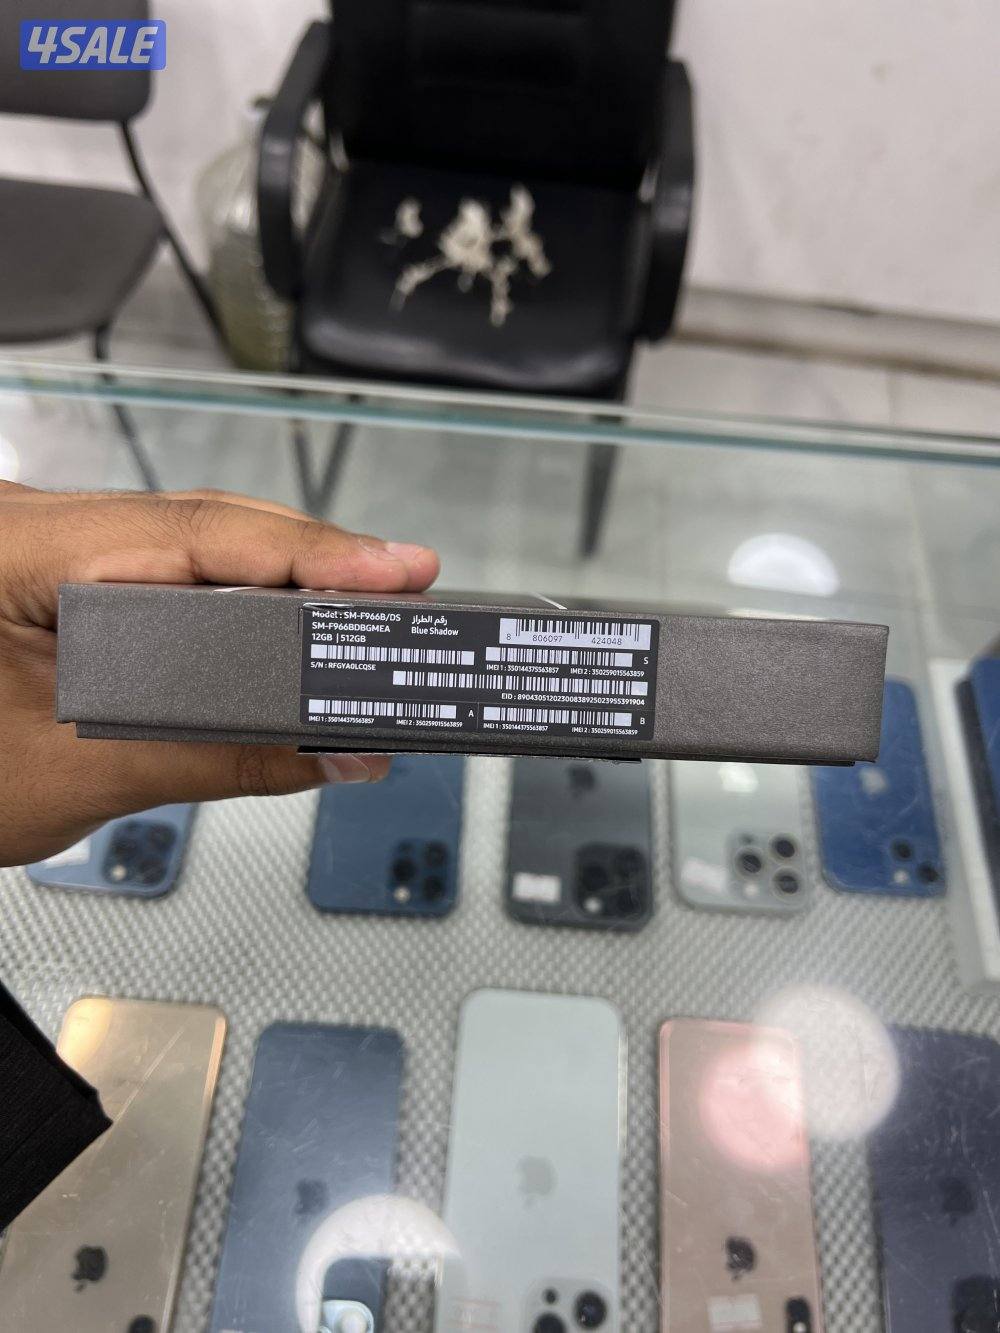 4SALE
Model : SM-F966B/DS رقم الطراز
SM-F966BDBGMEA Blue Shadow
12GB | 512GB
8 806097 424048
S/N : RFGYA0LCQSE
IMEI 1 : 350144375563857 IMEI 2 : 350259015563859 S
EID : 89043051202300838925023955391904
IMEI 1 : 350144375563857 IMEI 2 : 350259015563859 A
IMEI 1 : 350144375563857 IMEI 2 : 350259015563859 B